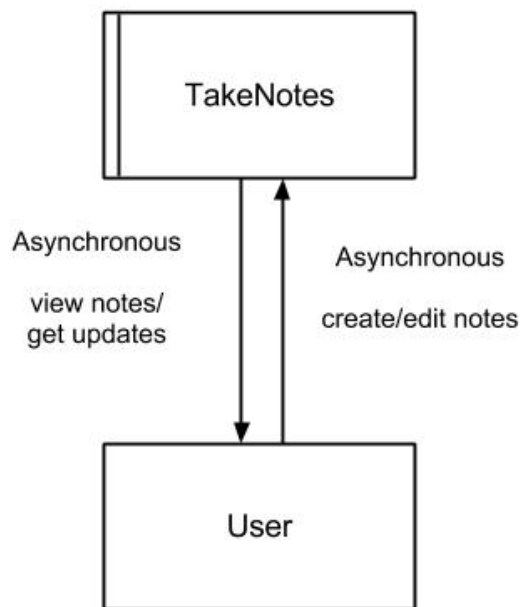 TakeNotes
Asynchronous
view notes/
get updates
Asynchronous
create/edit notes
User